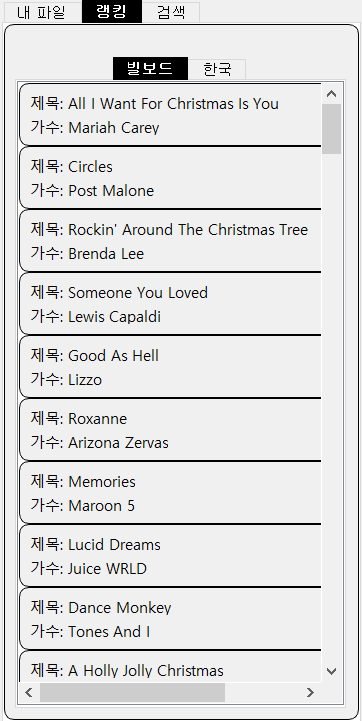 내 파일 랭킹 검색
빌보드 한국
제목: All I Want For Christmas Is You
가수: Mariah Carey
제목: Circles
가수: Post Malone
제목: Rockin' Around The Christmas Tree
가수: Brenda Lee
제목: Someone You Loved
가수: Lewis Capaldi
제목: Good As Hell
가수: Lizzo
제목: Roxanne
가수: Arizona Zervas
제목: Memories
가수: Maroon 5
제목: Lucid Dreams
가수: Juice WRLD
제목: Dance Monkey
가수: Tones And I
제목: A Holly Jolly Christmas